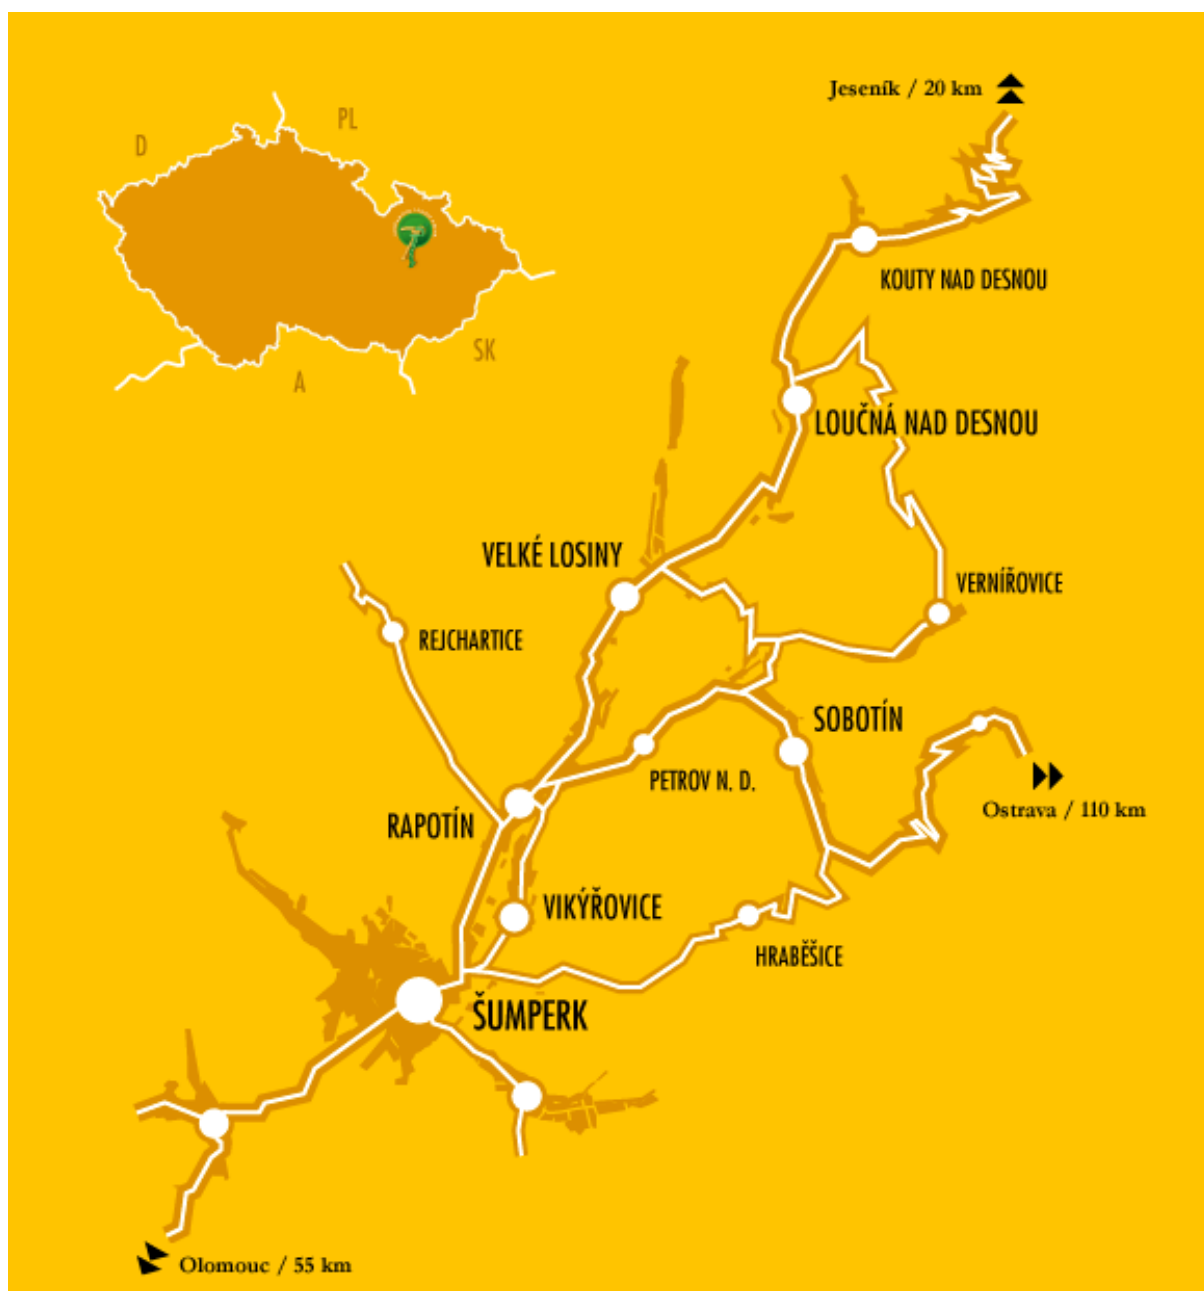 Jeseník / 20 km
PL
D
KOUTY NAD DESNOU
SK
A
LOUČNÁ NAD DESNOU
VELKÉ LOSINY
VERNÍŘOVICE
REJCHARTICE
SOBOTÍN
PETROV N. D.
Ostrava / 110 km
RAPOTÍN
VIKÝŘOVICE
HRABĚŠICE
ŠUMPERK
Olomouc / 55 km